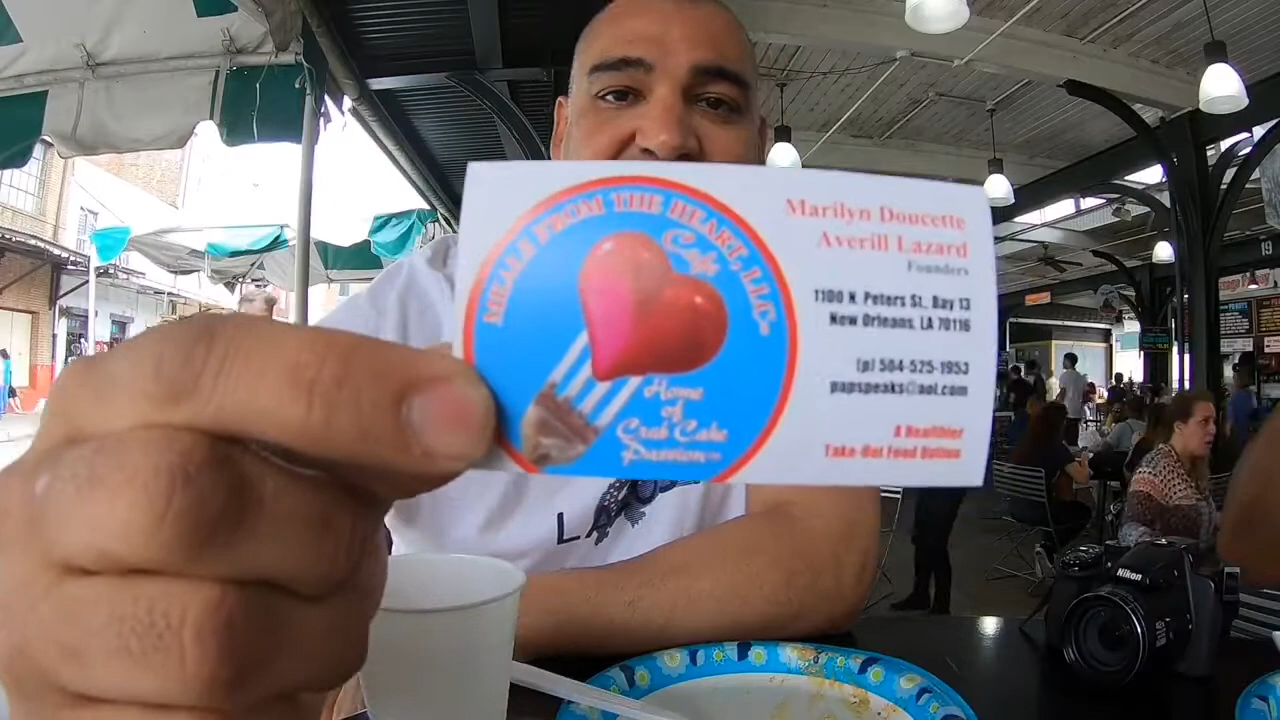 MEALS FROM THE HEART, LLC
Cafe
Home
of
Crab Cake
Passion
Marilyn Doucette
Averill Lazard
Founders
1100 N. Peters St., Bay 13
New Orleans, LA 70116
(p) 504-525-1953
papspeaks@aol.com
A Healthier
Take-Out Food Option
Nikon
19